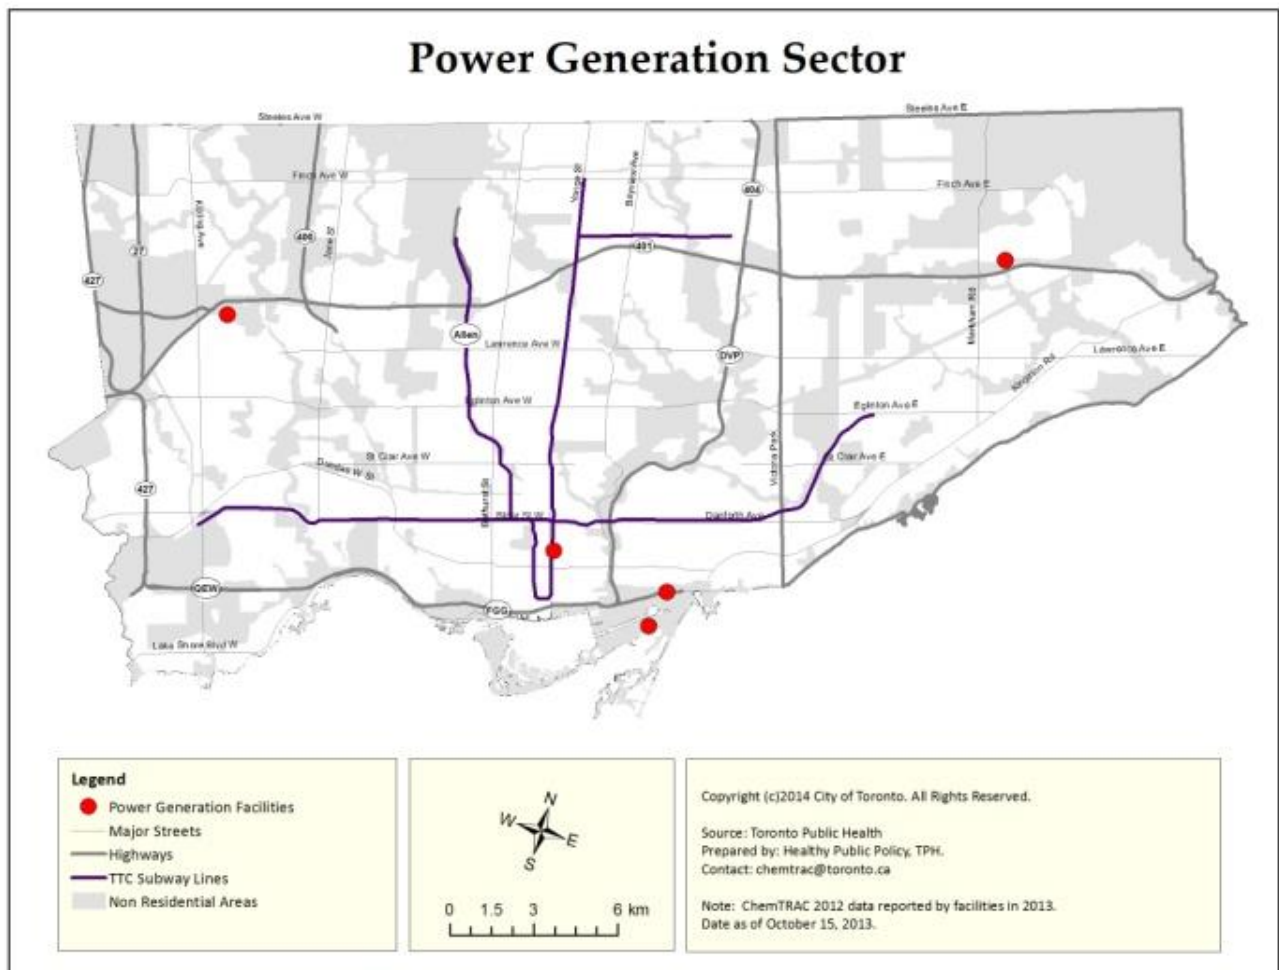 Power Generation Sector
Steeles Ave E
Steeles Ave W
Finch Ave W
Yonge St
Bayview Ave
404
Finch Ave E
Kipling Ave
400
Jane St
27
401
427
Markham Rd
Allen
Lawrence Ave W
DVP
Lawrence Ave E
Kingston Rd
Eglinton Ave W
Eglinton Ave E
Victoria Park
St Clair Ave W
St Clair Ave E
Dundas W St
427
Bathurst St
Bloor St W
Danforth Ave
QEW
FGG
Lake Shore Blvd W
Legend
Power Generation Facilities
Major Streets
Highways
TTC Subway Lines
Non Residential Areas
N
W
E
S
0 1.5 3 6 km
Copyright (c)2014 City of Toronto. All Rights Reserved.
Source: Toronto Public Health
Prepared by: Healthy Public Policy, TPH.
Contact: chemtrac@toronto.ca
Note: ChemTRAC 2012 data reported by facilities in 2013.
Date as of October 15, 2013.